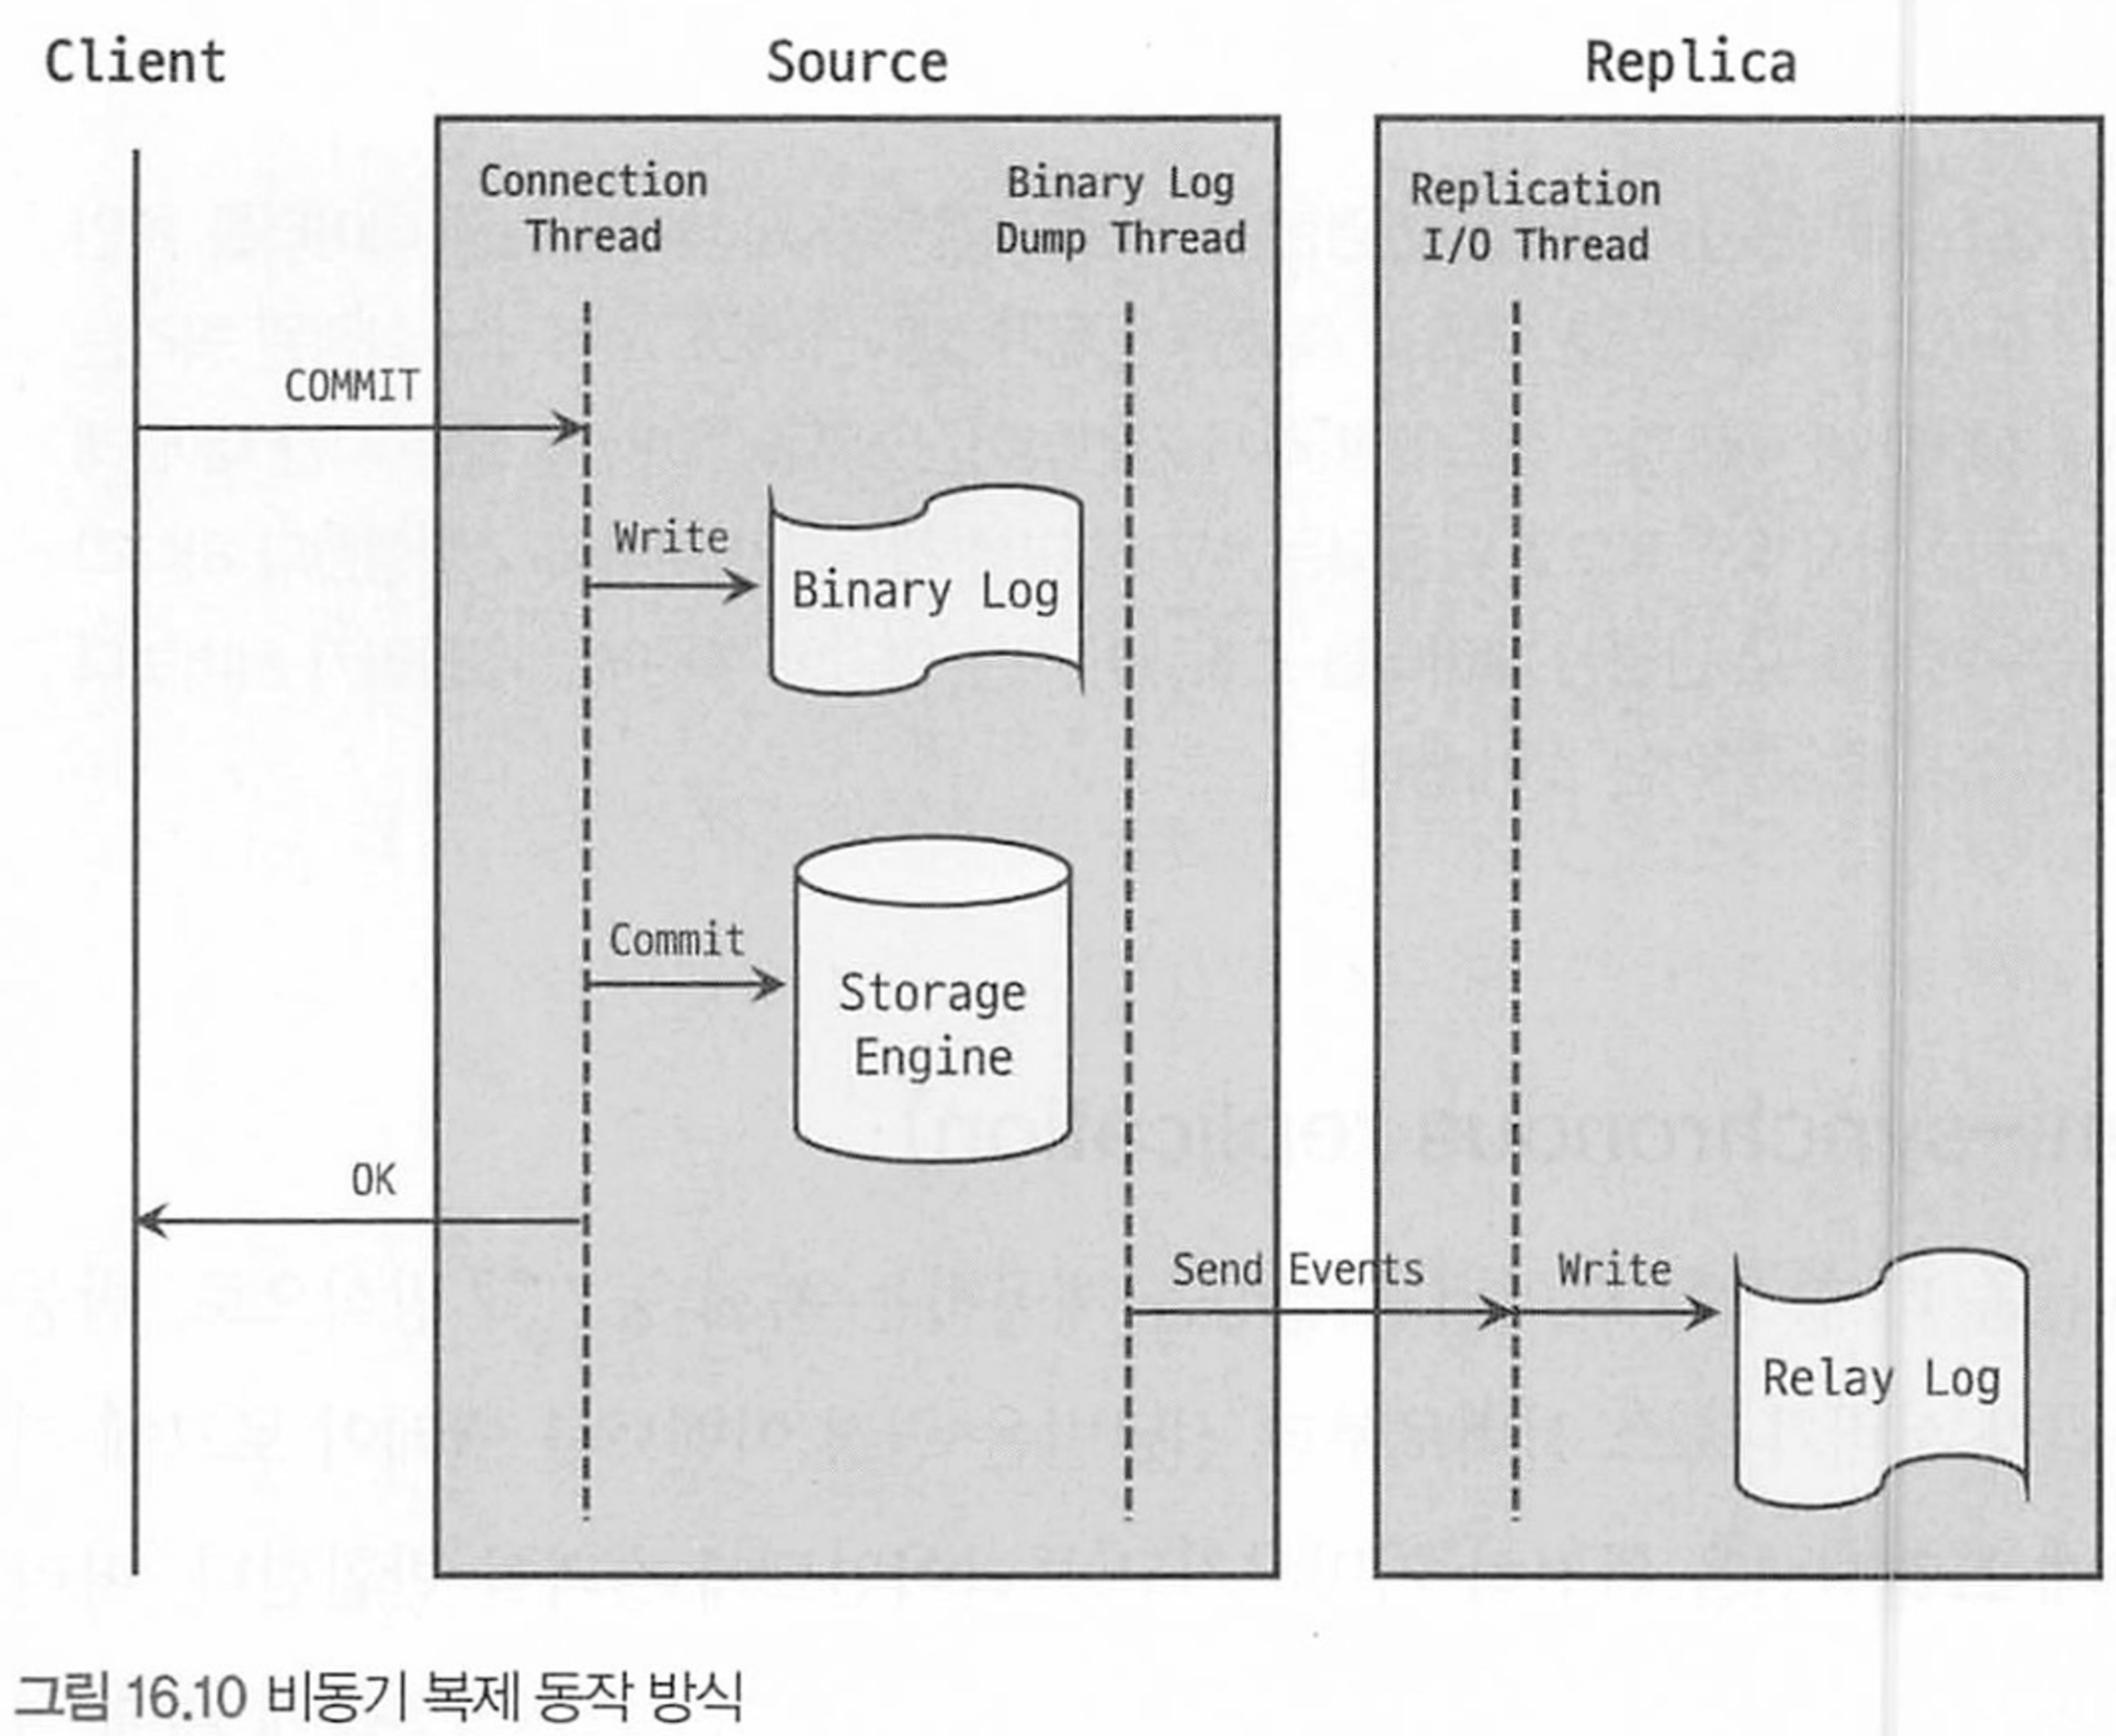 Client
Source
Replica
Connection
Thread
Binary Log
Dump Thread
Replication
I/O Thread
COMMIT
Write
Binary Log
Commit
Storage
Engine
OK
Send Events
Write
Relay Log
그림 16.10 비동기 복제 동작 방식